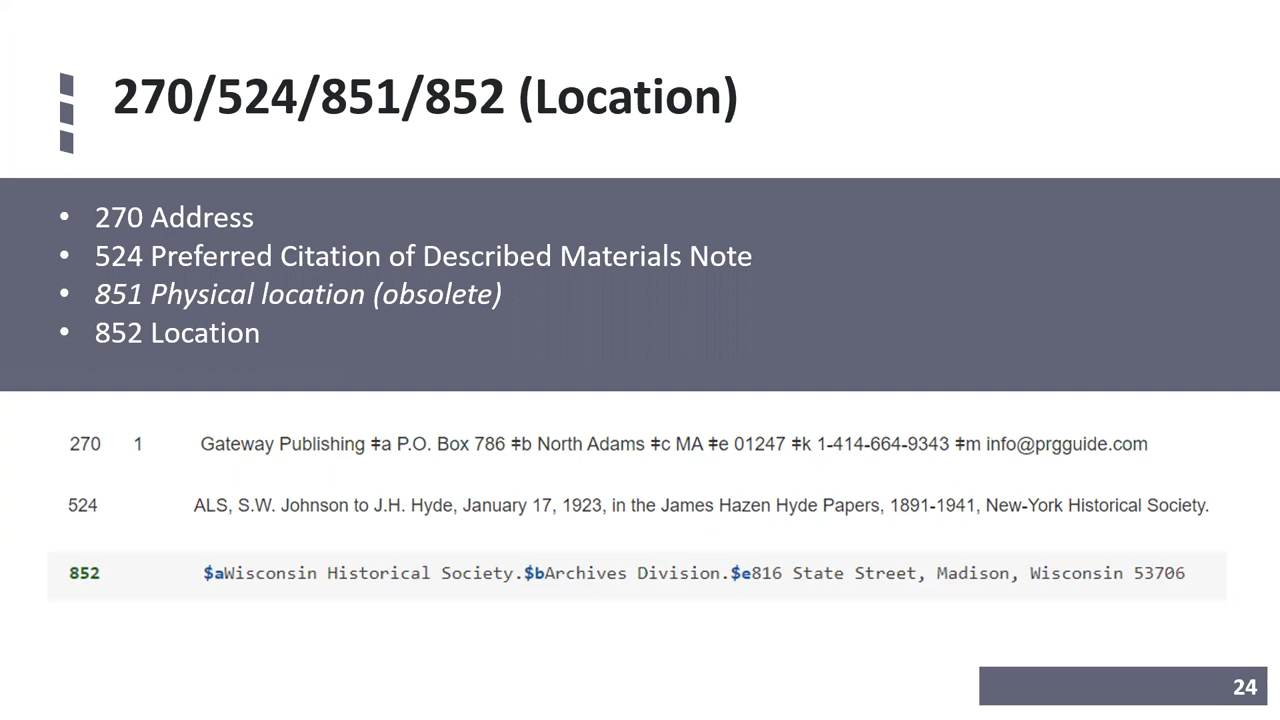 270/524/851/852 (Location)
• 270 Address
• 524 Preferred Citation of Described Materials Note
• 851 Physical location (obsolete)
• 852 Location
270 1 Gateway Publishing ǂa P.O. Box 786 ǂb North Adams ǂc MA ǂe 01247 ǂk 1-414-664-9343 ǂm info@prgguide.com
524 ALS, S.W. Johnson to J.H. Hyde, January 17, 1923, in the James Hazen Hyde Papers, 1891-1941, New-York Historical Society.
852 $aWisconsin Historical Society.$bArchives Division.$e816 State Street, Madison, Wisconsin 53706
24